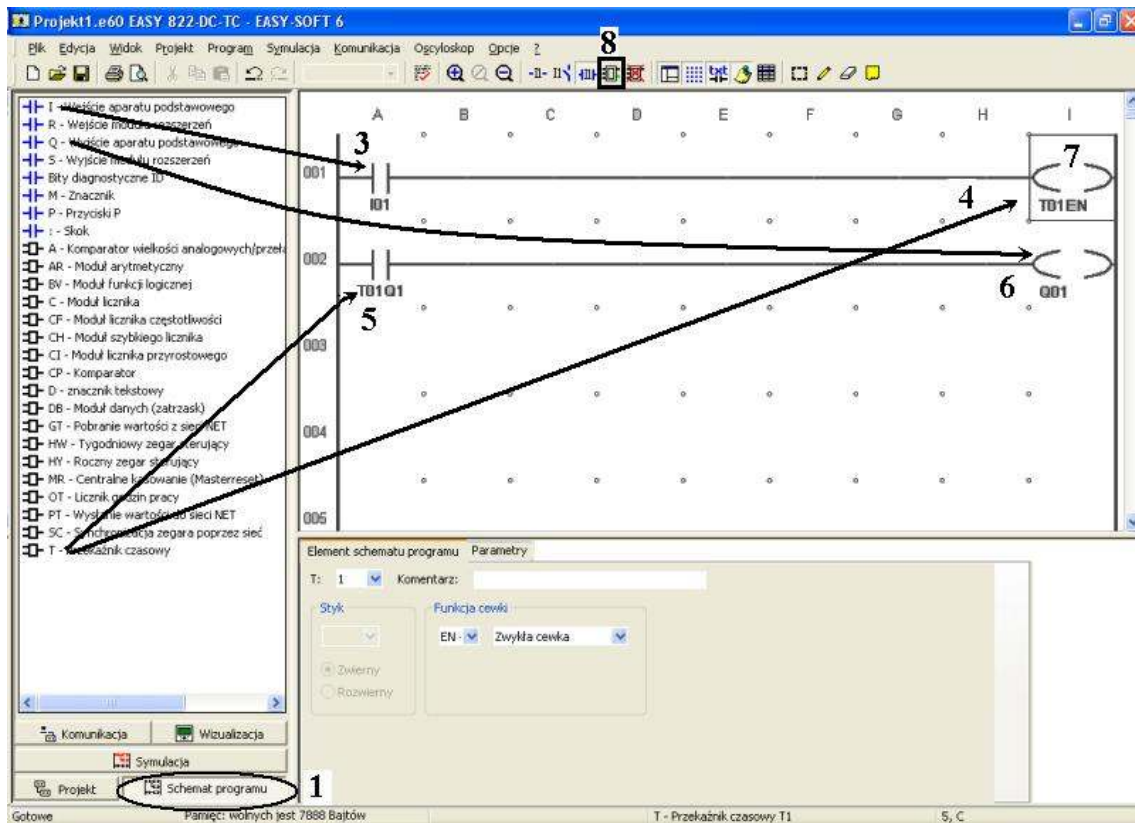 Projekt1.e60 EASY 822-DC-TC - EASY-SOFT 6
Plik Edycja Widok Projekt Program Symulacja Komunikacja Oscyloskop Opcje ?
8
I - Wejście aparatu podstawowego
R - Wejście modułu rozszerzeń
Q - Wyjście aparatu podstawowego
S - Wyjście modułu rozszerzeń
Bity diagnostyczne ID
M - Znacznik
P - Przyciski P
: - Skok
A - Komparator wielkości analogowych/przeł
AR - Moduł arytmetyczny
BV - Moduł funkcji logicznej
C - Moduł licznika
CF - Moduł licznika częstotliwości
CH - Moduł szybkiego licznika
CI - Moduł licznika przyrostowego
CP - Komparator
D - znacznik tekstowy
DB - Moduł danych (zatrzask)
GT - Pobranie wartości z sieci NET
HW - Tygodniowy zegar sterujący
HY - Roczny zegar sterujący
MR - Centralne kasowanie (Masterreset)
OT - Licznik godzin pracy
PT - Wysłanie wartości do sieci NET
SC - Synchronizacja zegara poprzez sieć
T - Przekaźnik czasowy
A B C D E F G H I
3 7
001
4
I01 T01EN
002
T01Q1 6 Q01
5
003
004
005
Element schematu programu Parametry
T: 1 Komentarz:
Styk Funkcja cewki
EN - Zwykła cewka
Zwierny
Rozwierny
Komunikacja Wizualizacja
Symulacja
Projekt Schemat programu 1
Gotowe Pamięć: wolnych jest 7888 Bajtów T - Przekaźnik czasowy T1 5, C